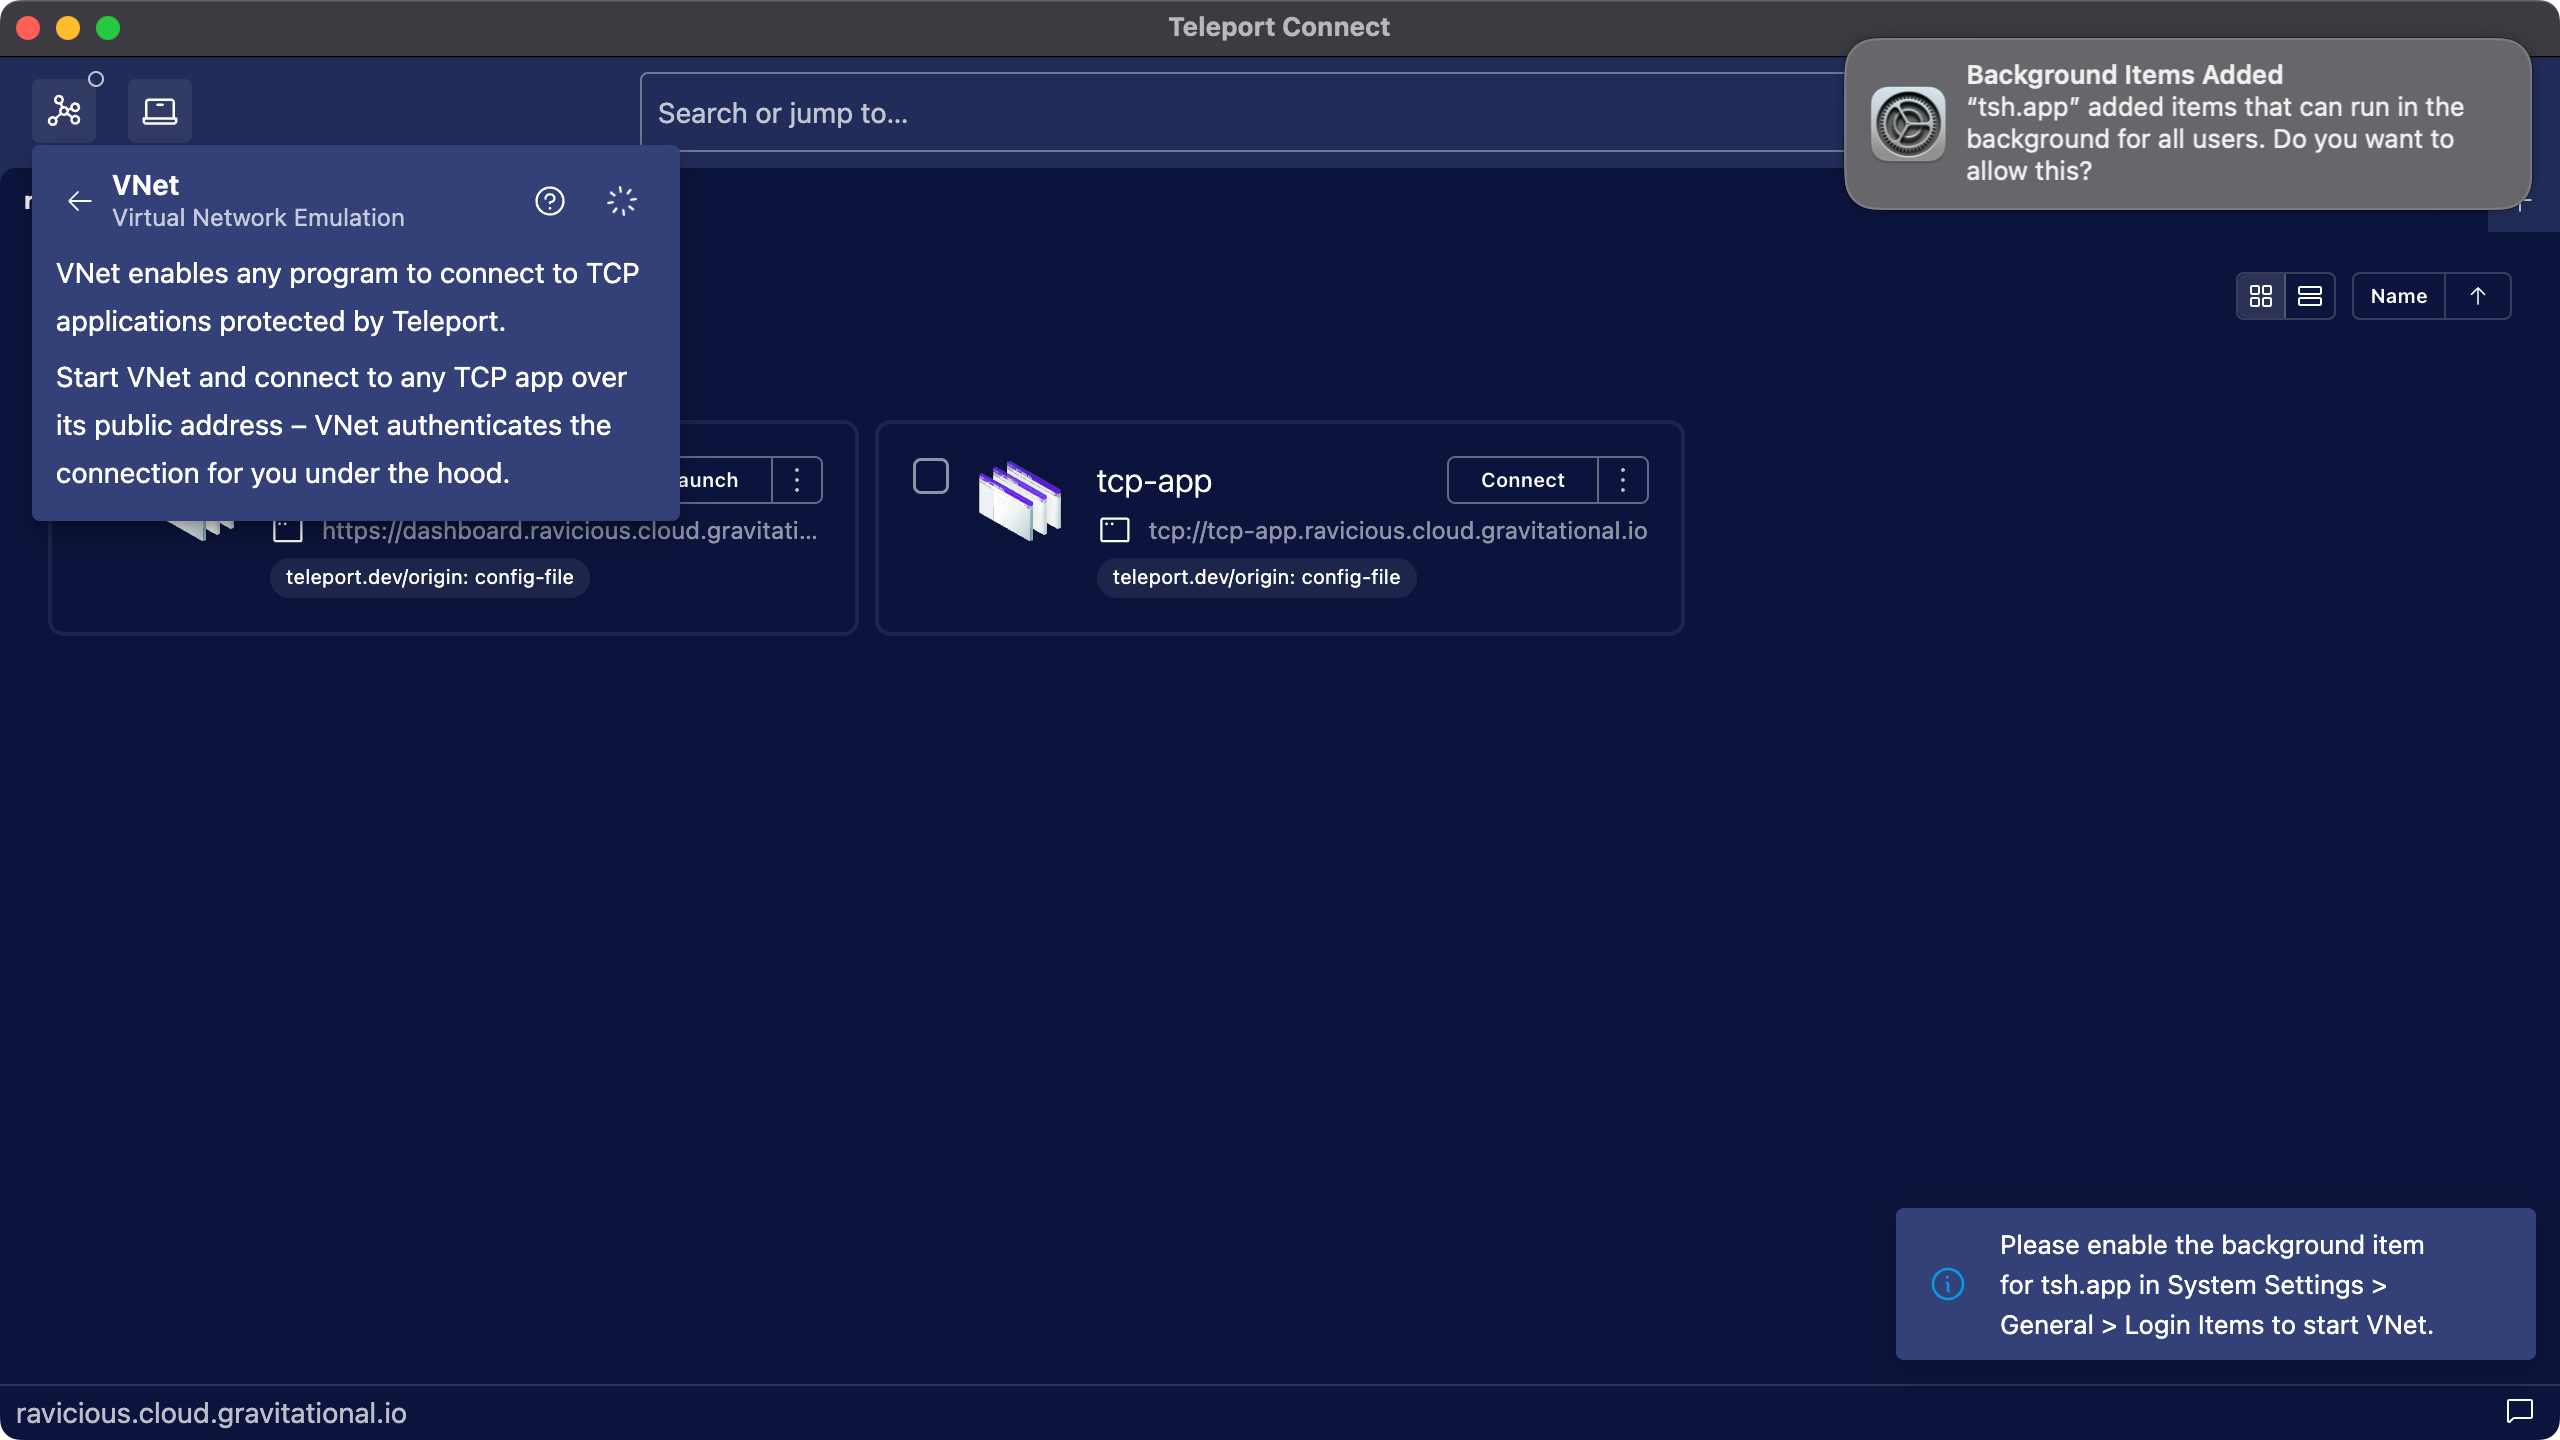 Teleport Connect
Search or jump to...
Background Items Added
“tsh.app” added items that can run in the
background for all users. Do you want to
allow this?
VNet
Virtual Network Emulation
VNet enables any program to connect to TCP
applications protected by Teleport.
Start VNet and connect to any TCP app over
its public address – VNet authenticates the
connection for you under the hood.
Name
aunch
https://dashboard.ravicious.cloud.gravitati...
teleport.dev/origin: config-file
tcp-app
Connect
tcp://tcp-app.ravicious.cloud.gravitational.io
teleport.dev/origin: config-file
Please enable the background item
for tsh.app in System Settings >
General > Login Items to start VNet.
ravicious.cloud.gravitational.io